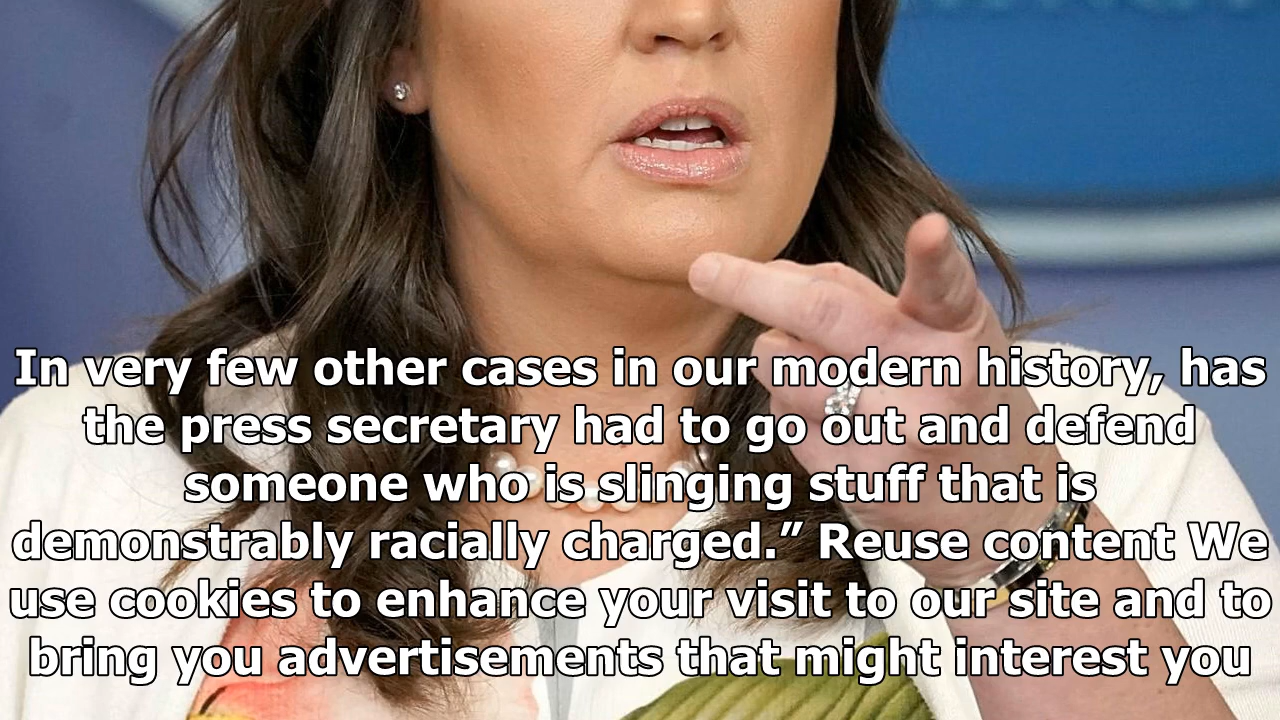 In very few other cases in our modern history, has
the press secretary had to go out and defend
someone who is slinging stuff that is
demonstrably racially charged.” Reuse content We
use cookies to enhance your visit to our site and to
bring you advertisements that might interest you